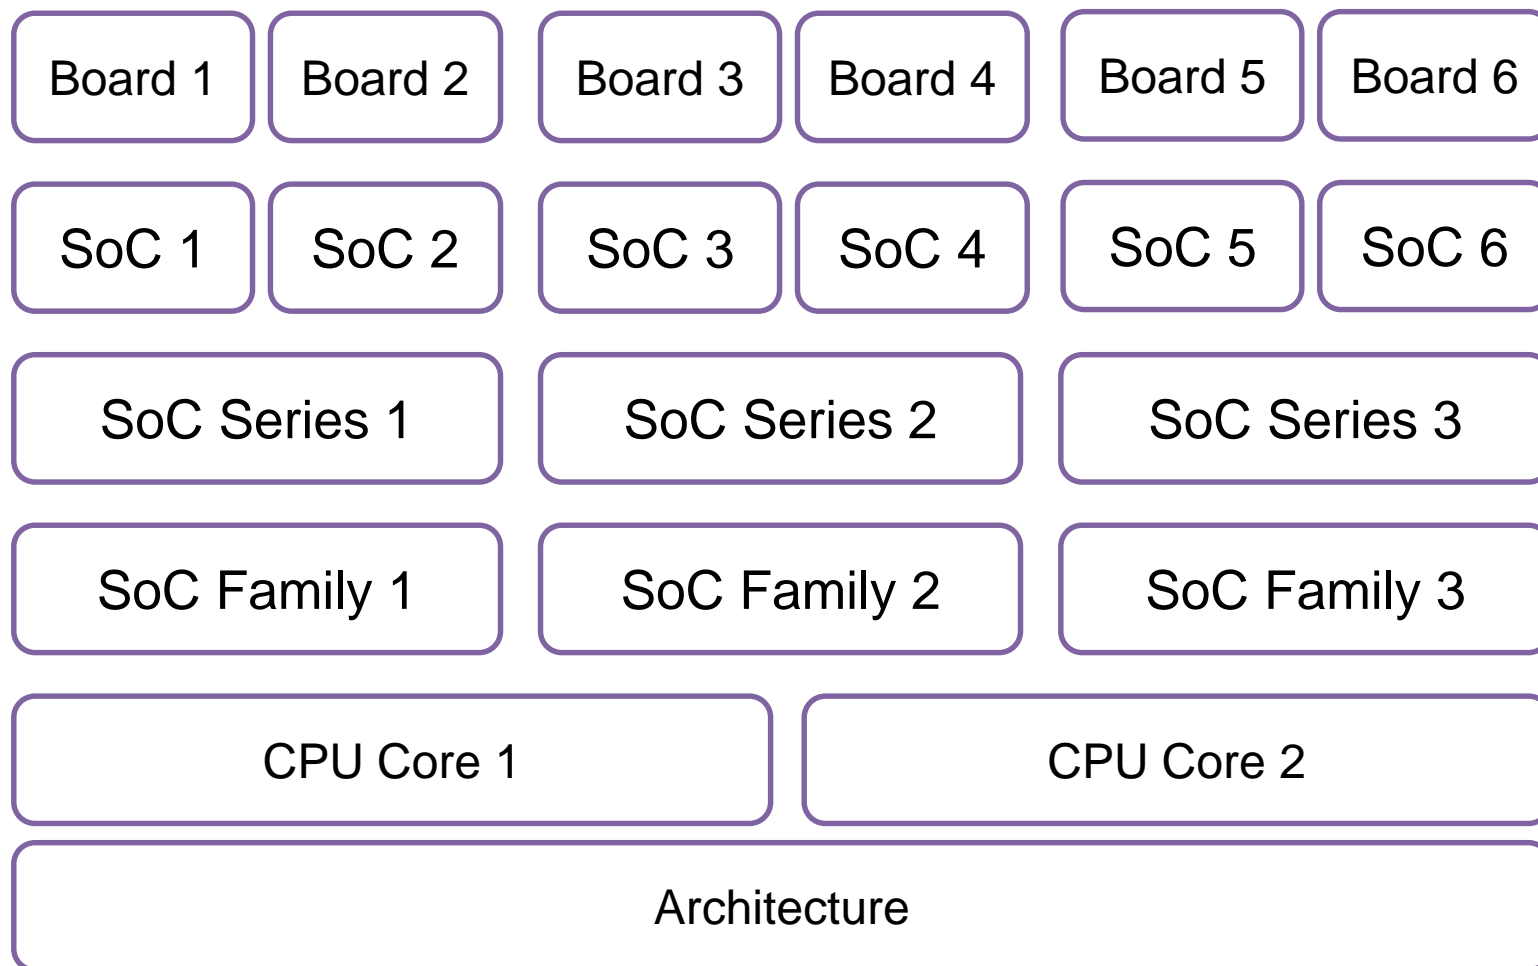 Board 1 Board 2 Board 3 Board 4 Board 5 Board 6
SoC 1 SoC 2 SoC 3 SoC 4 SoC 5 SoC 6
SoC Series 1 SoC Series 2 SoC Series 3
SoC Family 1 SoC Family 2 SoC Family 3
CPU Core 1 CPU Core 2
Architecture